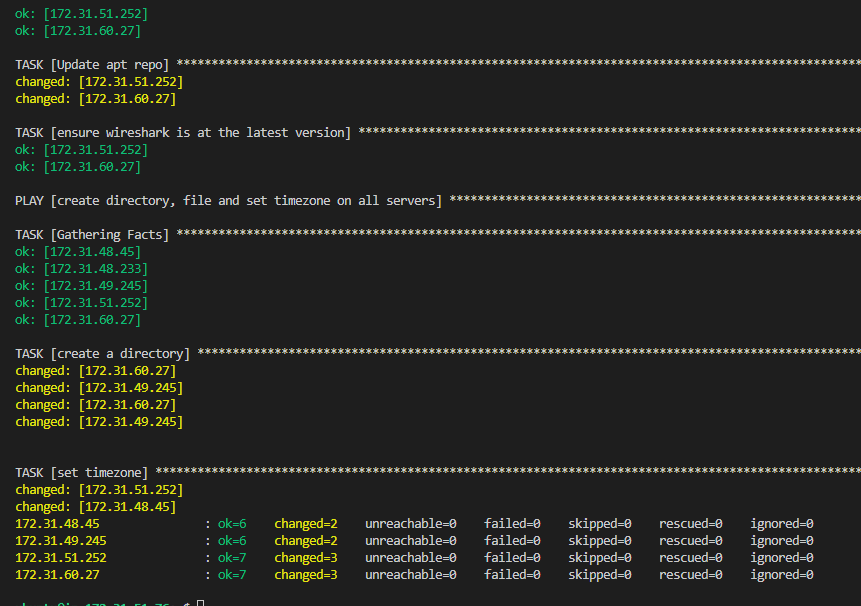 ok: [172.31.51.252]
ok: [172.31.60.27]
TASK [Update apt repo] **************************************************************************************************
changed: [172.31.51.252]
changed: [172.31.60.27]
TASK [ensure wireshark is at the latest version] ************************************************************************
ok: [172.31.51.252]
ok: [172.31.60.27]
PLAY [create directory, file and set timezone on all servers] ***********************************************************
TASK [Gathering Facts] **************************************************************************************************
ok: [172.31.48.45]
ok: [172.31.48.233]
ok: [172.31.49.245]
ok: [172.31.51.252]
ok: [172.31.60.27]
TASK [create a directory] ***********************************************************************************************
changed: [172.31.60.27]
changed: [172.31.49.245]
changed: [172.31.60.27]
changed: [172.31.49.245]
TASK [set timezone] *****************************************************************************************************
changed: [172.31.51.252]
changed: [172.31.48.45]
172.31.48.45 : ok=6 changed=2 unreachable=0 failed=0 skipped=0 rescued=0 ignored=0
172.31.49.245 : ok=6 changed=2 unreachable=0 failed=0 skipped=0 rescued=0 ignored=0
172.31.51.252 : ok=7 changed=3 unreachable=0 failed=0 skipped=0 rescued=0 ignored=0
172.31.60.27 : ok=7 changed=3 unreachable=0 failed=0 skipped=0 rescued=0 ignored=0